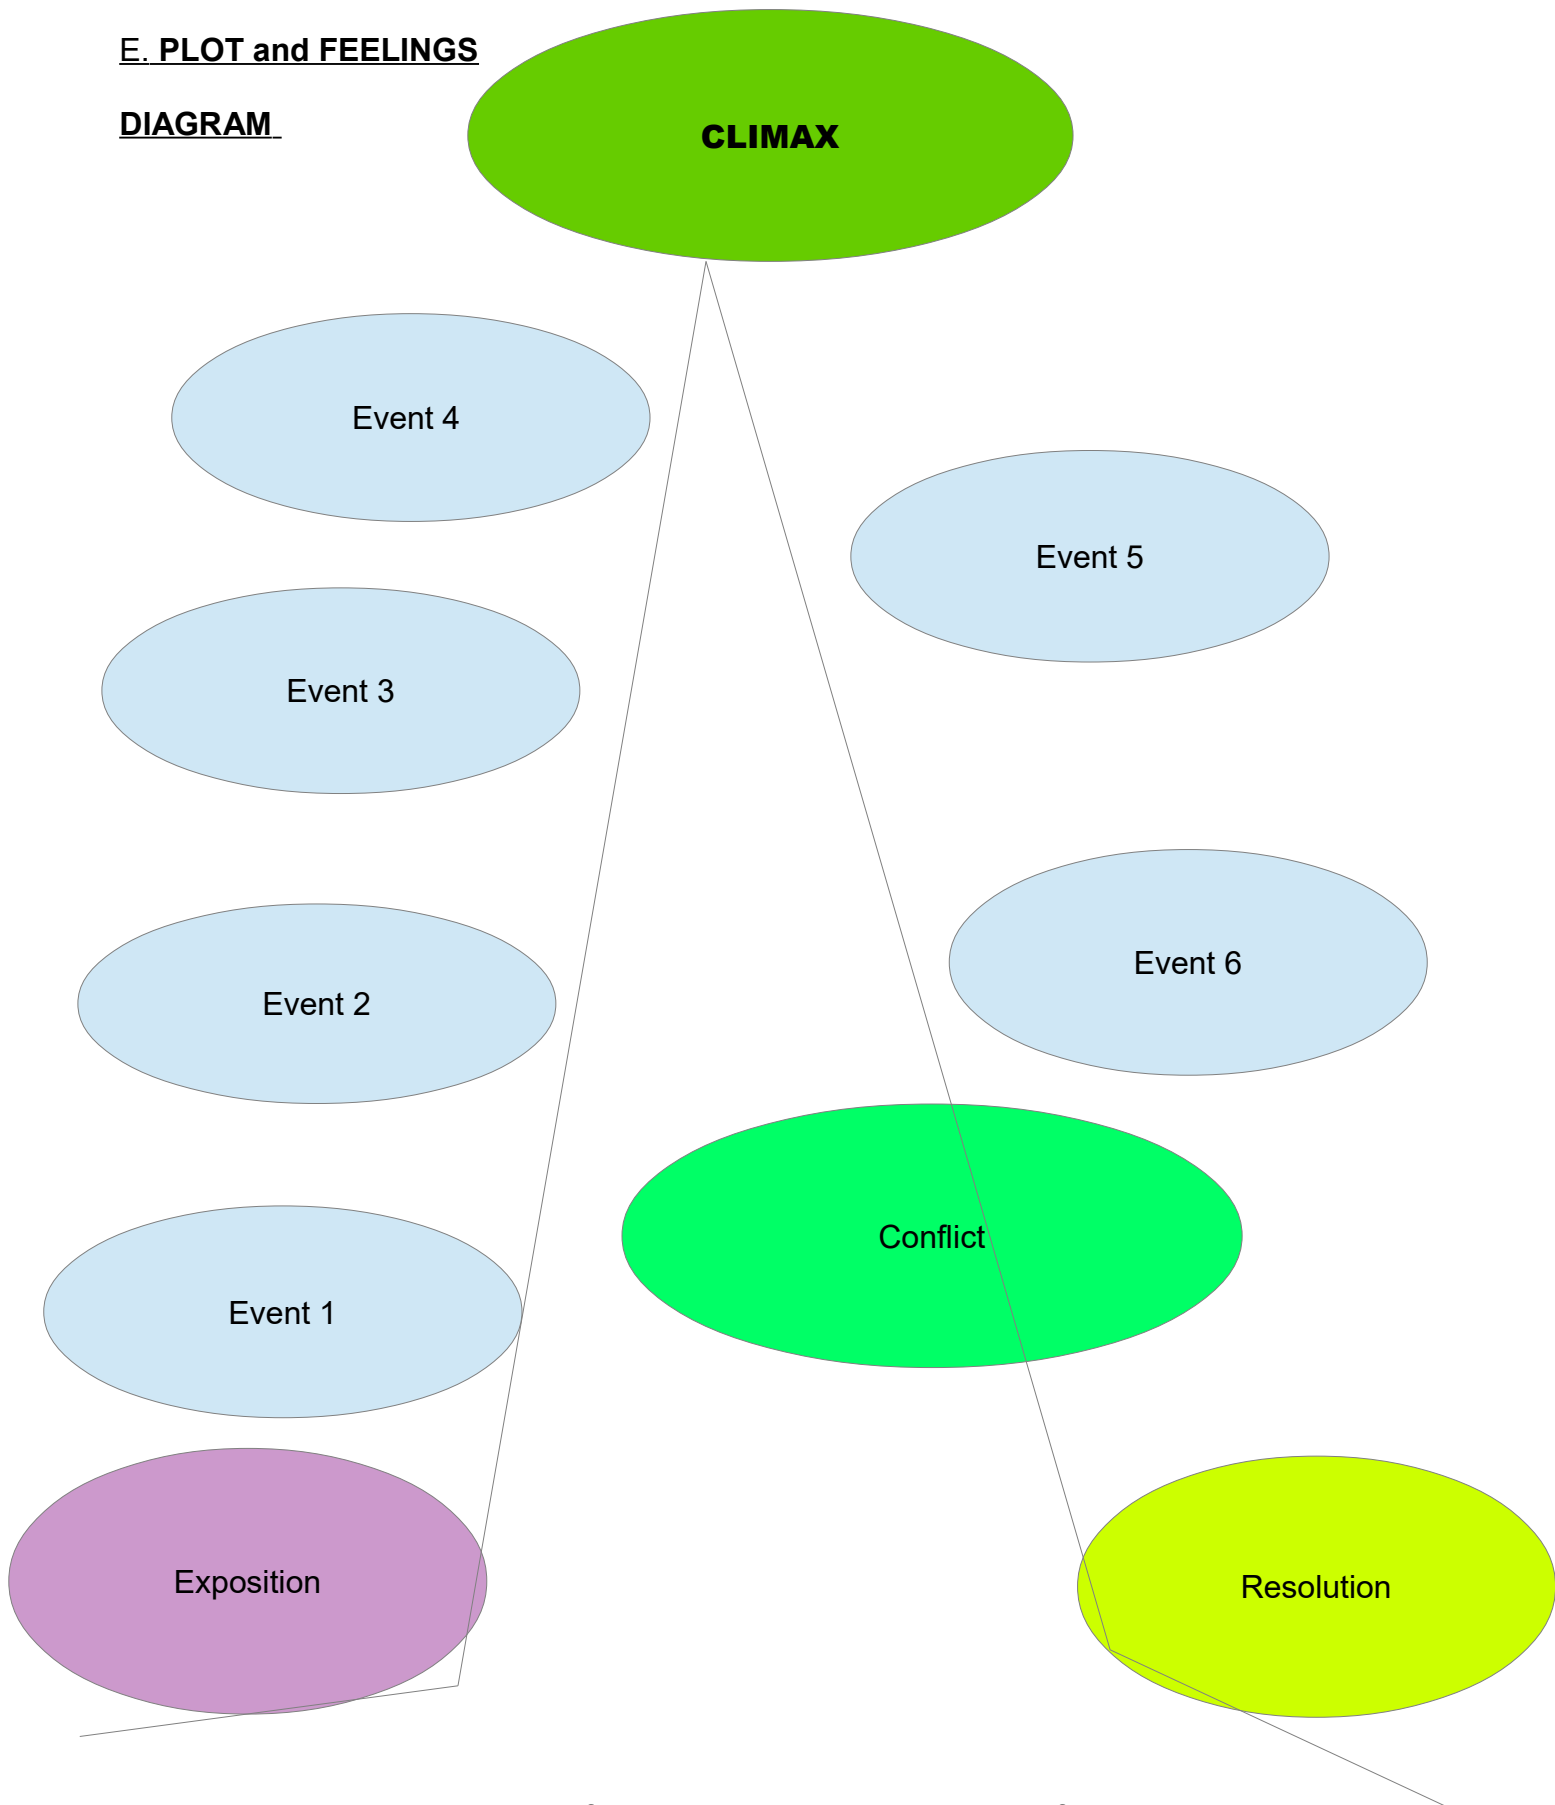 E. PLOT and FEELINGS
DIAGRAM
CLIMAX
Event 4
Event 5
Event 3
Event 6
Event 2
Conflict
Event 1
Exposition
Resolution